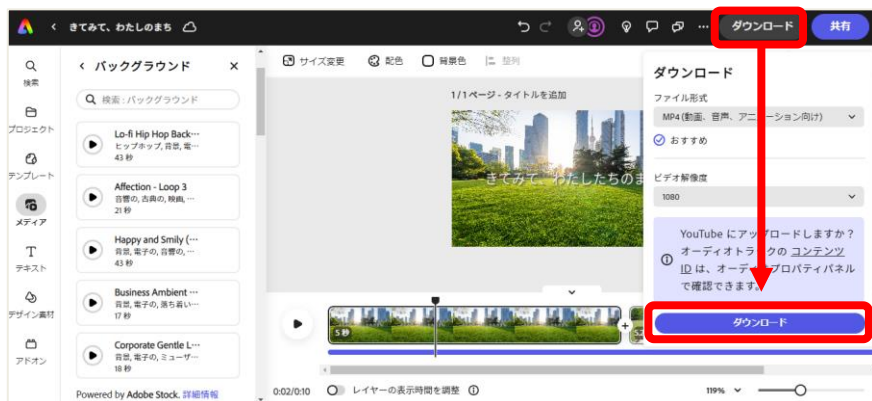 きてみて、わたしのまち
ダウンロード
共有
検索
プロジェクト
テンプレート
メディア
テキスト
デザイン素材
アドオン
バックグラウンド
検索:バックグラウンド
Lo-fi Hip Hop Back…
ヒップホップ, 背景, 電…
43 秒
Affection - Loop 3
音響の, 古典の, 映画, …
21 秒
Happy and Smily (…
背景, 電子の, 音響の, …
43 秒
Business Ambient …
背景, 電子の, 落ち着い…
17 秒
Corporate Gentle L…
背景, 電子の, ミューザー…
18 秒
Powered by Adobe Stock. 詳細情報
サイズ変更 配色 背景色 整列
1/1ページ - タイトルを追加
きてみて、わたしたちのま
5 秒
0:02/0:10 レイヤーの表示時間を調整
119%
ダウンロード
ファイル形式
MP4 (動画、音声、アニメーション向け)
おすすめ
ビデオ解像度
1080
YouTube にアップロードしますか?
オーディオトラックの コンテンツ
ID は、オーディオプロパティパネル
で確認できます。
ダウンロード